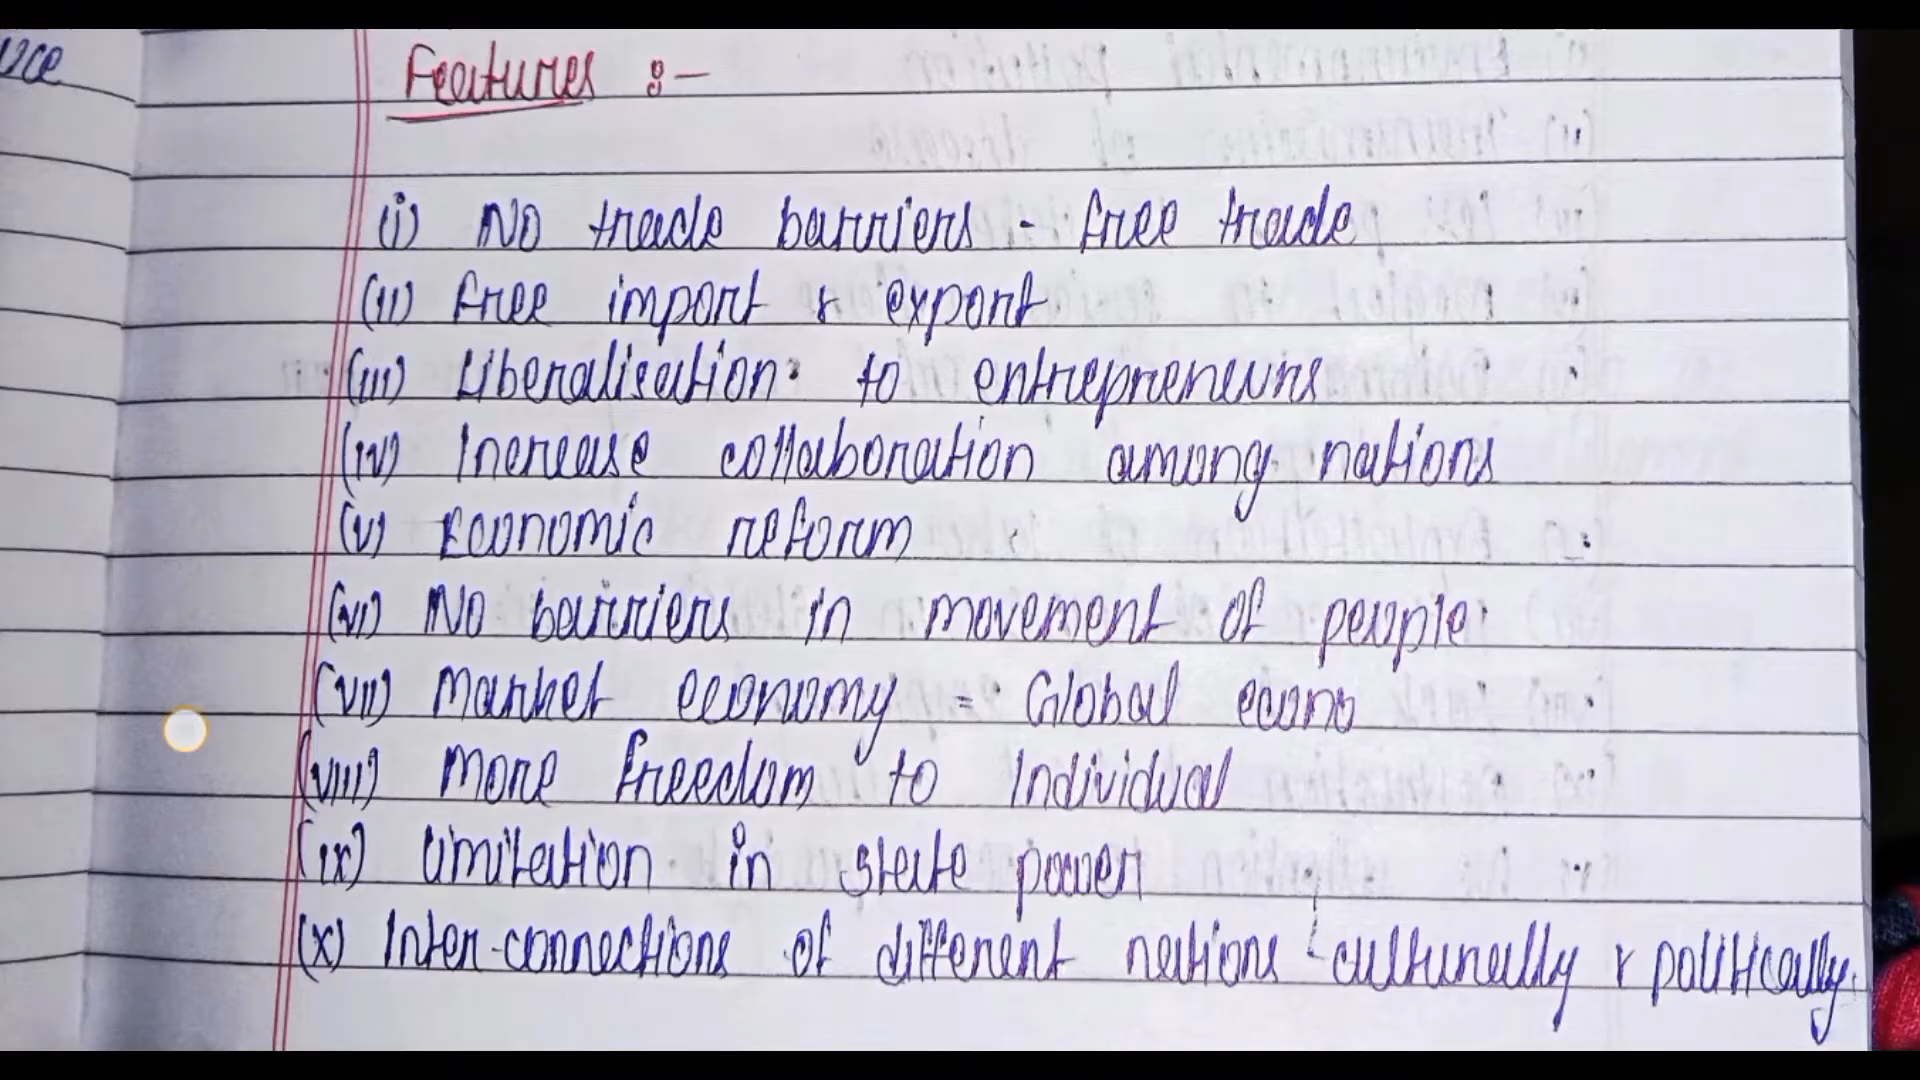 uce
Features :-
(i) No trade barriers - free trade
(ii) free import & export
(iii) Liberalisation to entrepreneurs
(iv) Increase collaboration among nations
(v) Economic reform
(vi) No barriers in movement of people
(vii) Market economy = Global econo
(viii) More freedom to individual
(ix) Limitation in state power
(x) Inter-connections of different nations culturally & politically.